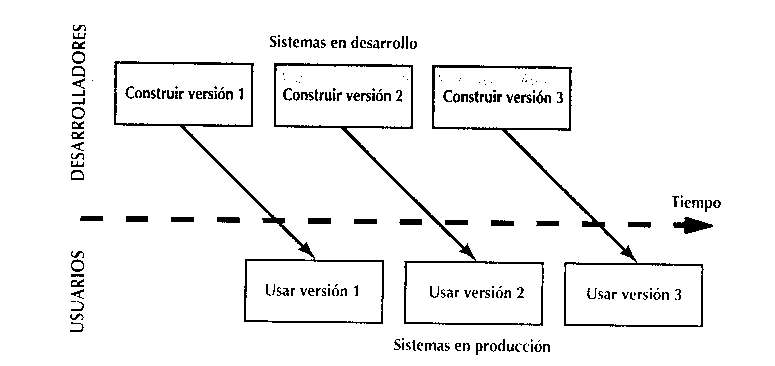 DESARROLLADORES
Sistemas en desarrollo
Construir versión 1
Construir versión 2
Construir versión 3
Tiempo
USUARIOS
Usar versión 1
Usar versión 2
Usar versión 3
Sistemas en producción